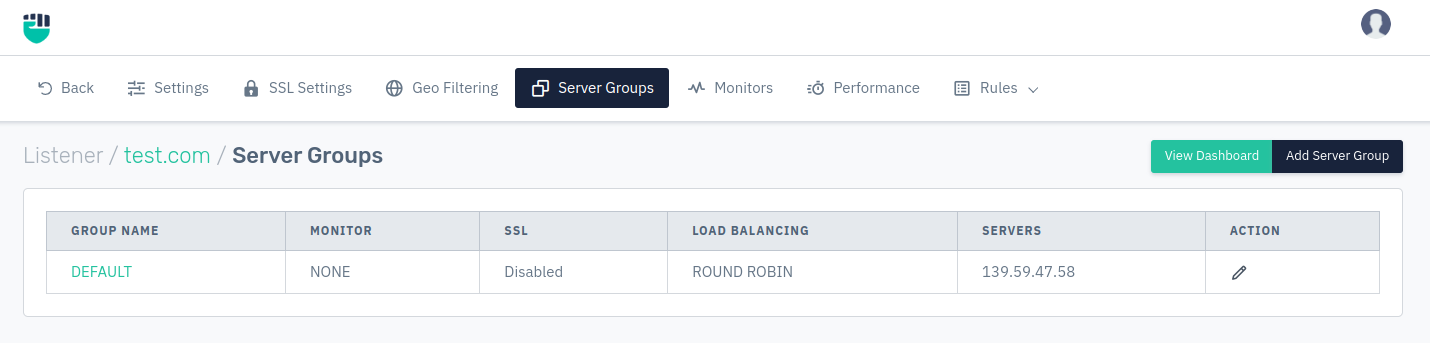 Back Settings SSL Settings Geo Filtering Server Groups Monitors Performance Rules
Listener / test.com / Server Groups View Dashboard Add Server Group
GROUP NAME MONITOR SSL LOAD BALANCING SERVERS ACTION
DEFAULT NONE Disabled ROUND ROBIN 139.59.47.58